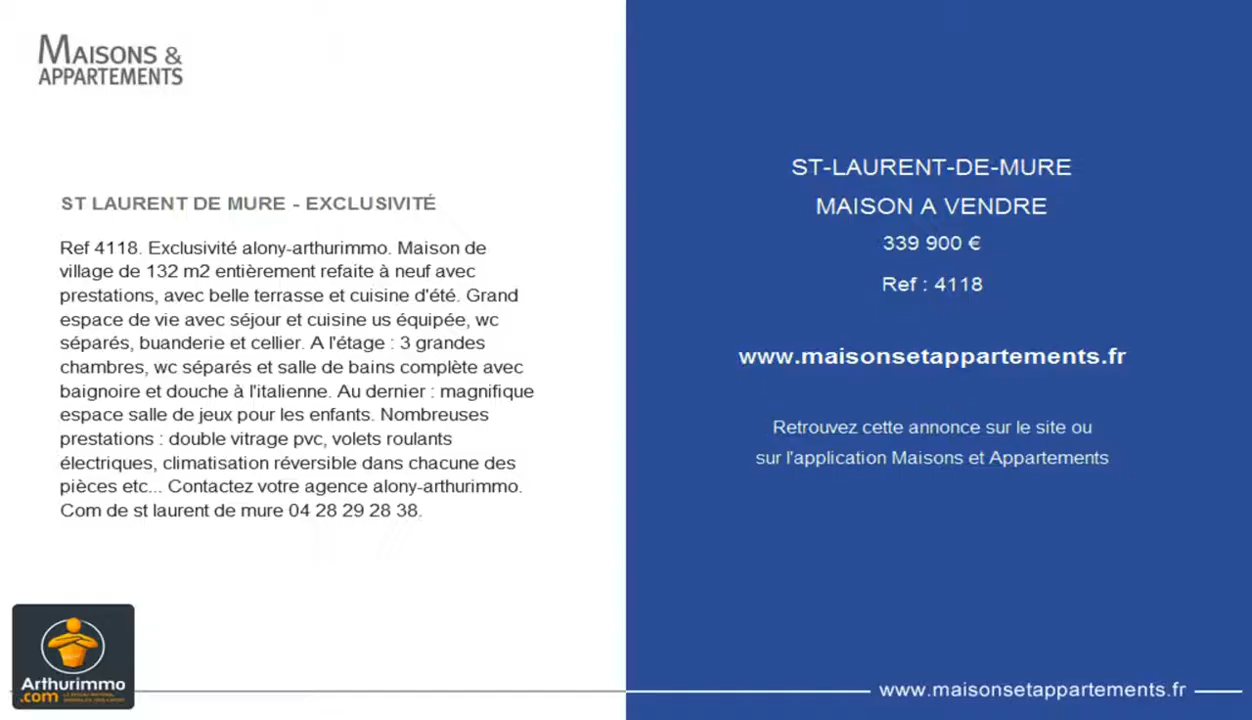 MAISONS &
APPARTEMENTS
ST LAURENT DE MURE - EXCLUSIVITÉ
Ref 4118. Exclusivité alony-arthurimmo. Maison de
village de 132 m2 entièrement refaite à neuf avec
prestations, avec belle terrasse et cuisine d'été. Grand
espace de vie avec séjour et cuisine us équipée, wc
séparés, buanderie et cellier. A l'étage : 3 grandes
chambres, wc séparés et salle de bains complète avec
baignoire et douche à l'italienne. Au dernier : magnifique
espace salle de jeux pour les enfants. Nombreuses
prestations : double vitrage pvc, volets roulants
électriques, climatisation réversible dans chacune des
pièces etc... Contactez votre agence alony-arthurimmo.
Com de st laurent de mure 04 28 29 28 38.
Arthurimmo
.com
ST-LAURENT-DE-MURE
MAISON A VENDRE
339 900 €
Ref : 4118
www.maisonsetappartements.fr
Retrouvez cette annonce sur le site ou
sur l'application Maisons et Appartements
www.maisonsetappartements.fr